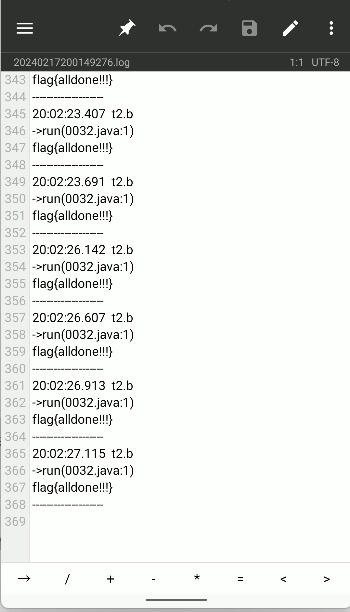 20240217200149276.log 1:1 UTF-8
343 flag{alldone!!!}
344 --------------------
345 20:02:23.407 t2.b
346 ->run(0032.java:1)
347 flag{alldone!!!}
348 --------------------
349 20:02:23.691 t2.b
350 ->run(0032.java:1)
351 flag{alldone!!!}
352 --------------------
353 20:02:26.142 t2.b
354 ->run(0032.java:1)
355 flag{alldone!!!}
356 --------------------
357 20:02:26.607 t2.b
358 ->run(0032.java:1)
359 flag{alldone!!!}
360 --------------------
361 20:02:26.913 t2.b
362 ->run(0032.java:1)
363 flag{alldone!!!}
364 --------------------
365 20:02:27.115 t2.b
366 ->run(0032.java:1)
367 flag{alldone!!!}
368 --------------------
369
→ / + - * = < >